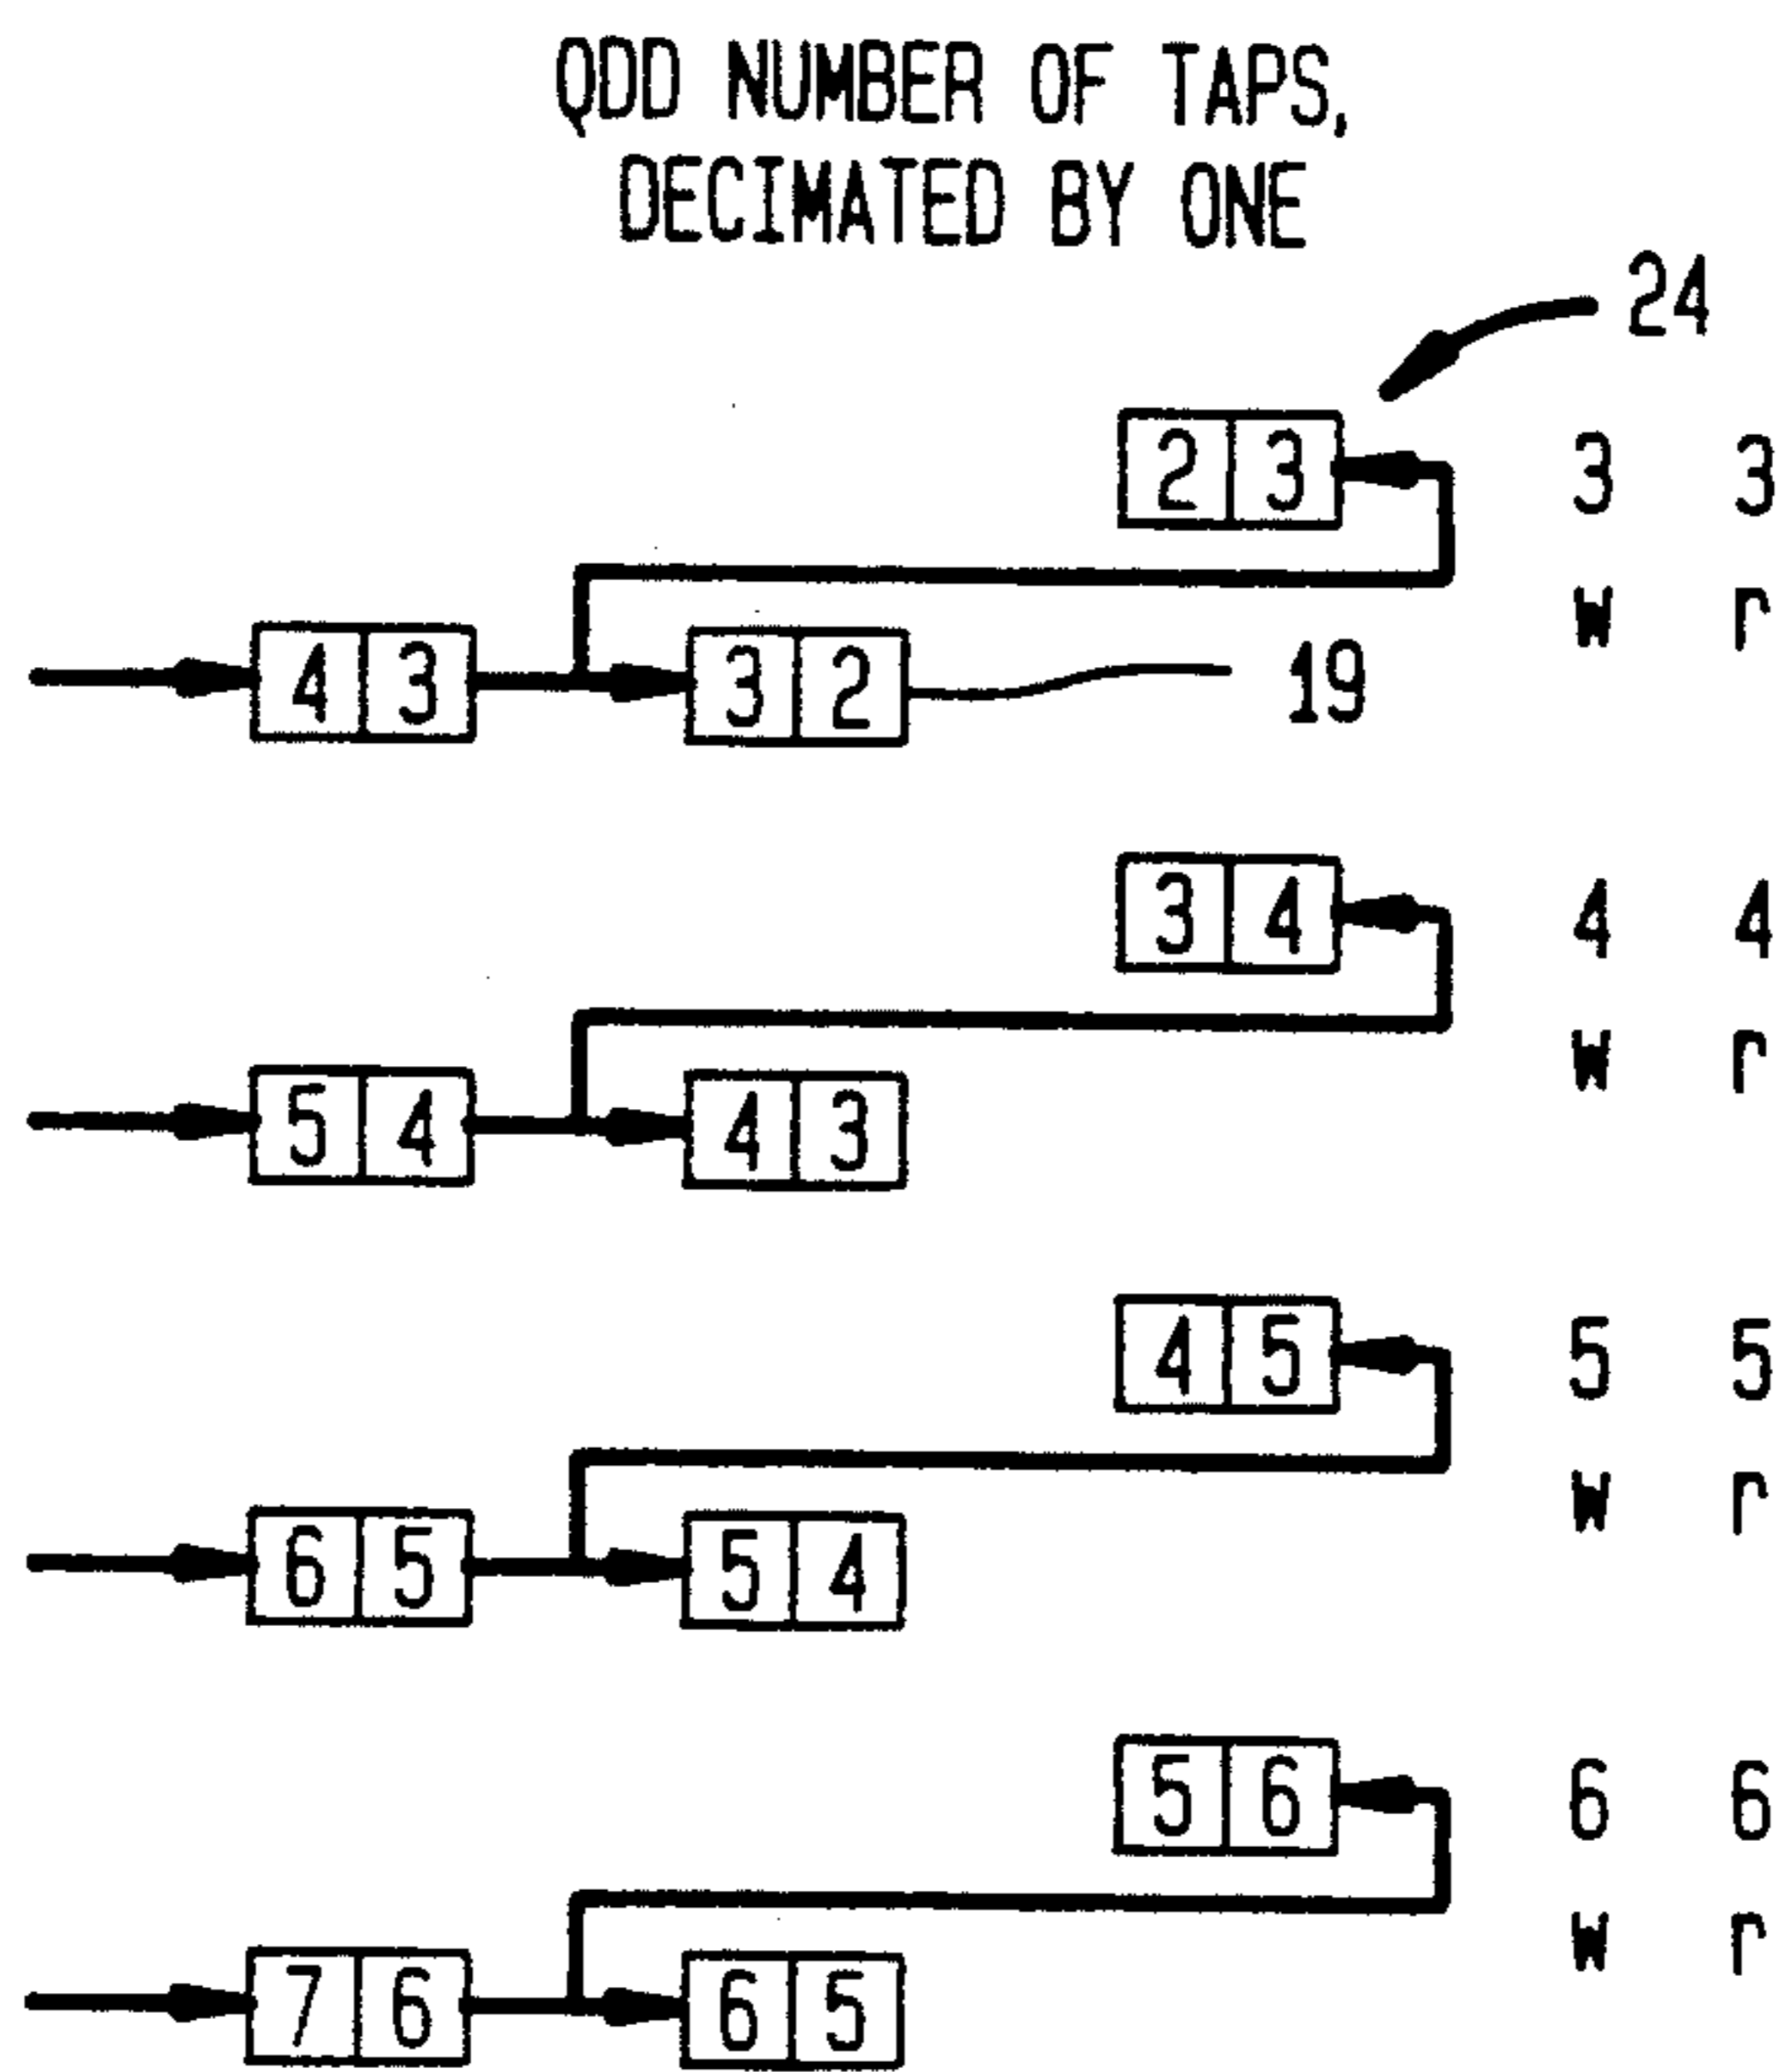 QDD NUMBER OF TAPS,
DECIMATED BY ONE
24
2 3 3 3
w r
4 3 3 2 19
3 4 4 4
w r
5 4 4 3
4 5 5 5
w r
6 5 5 4
5 6 6 6
w r
7 6 6 5